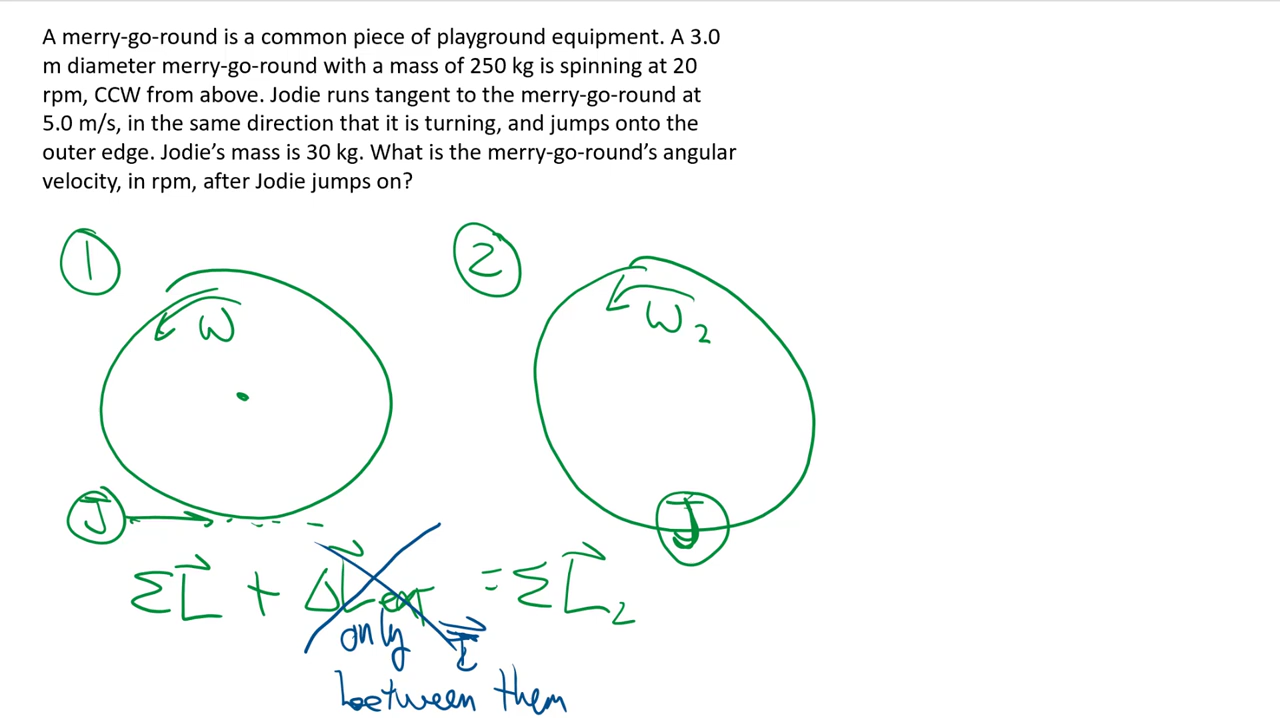 A merry-go-round is a common piece of playground equipment. A 3.0
m diameter merry-go-round with a mass of 250 kg is spinning at 20
rpm, CCW from above. Jodie runs tangent to the merry-go-round at
5.0 m/s, in the same direction that it is turning, and jumps onto the
outer edge. Jodie’s mass is 30 kg. What is the merry-go-round’s angular
velocity, in rpm, after Jodie jumps on?
1
2
ω
ω₂
J
J
ΣL⃗ + ΔL⃗ext = ΣL⃗₂
only τ⃗
between them